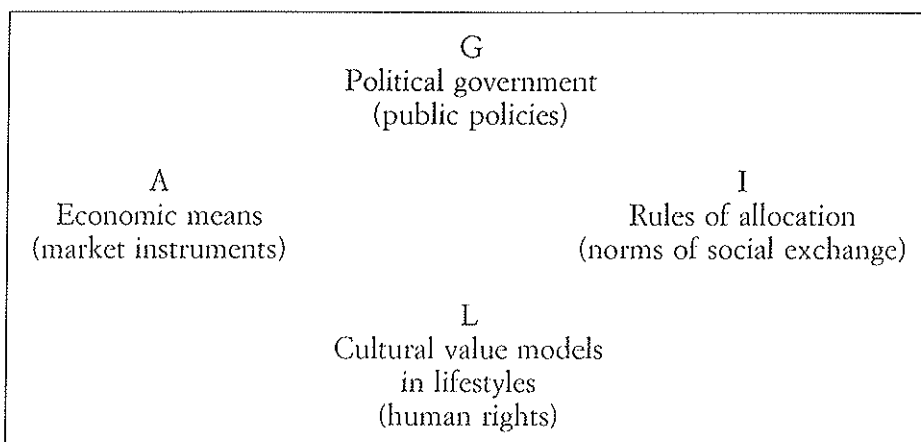 G
Political government
(public policies)
A
Economic means
(market instruments)
I
Rules of allocation
(norms of social exchange)
L
Cultural value models
in lifestyles
(human rights)